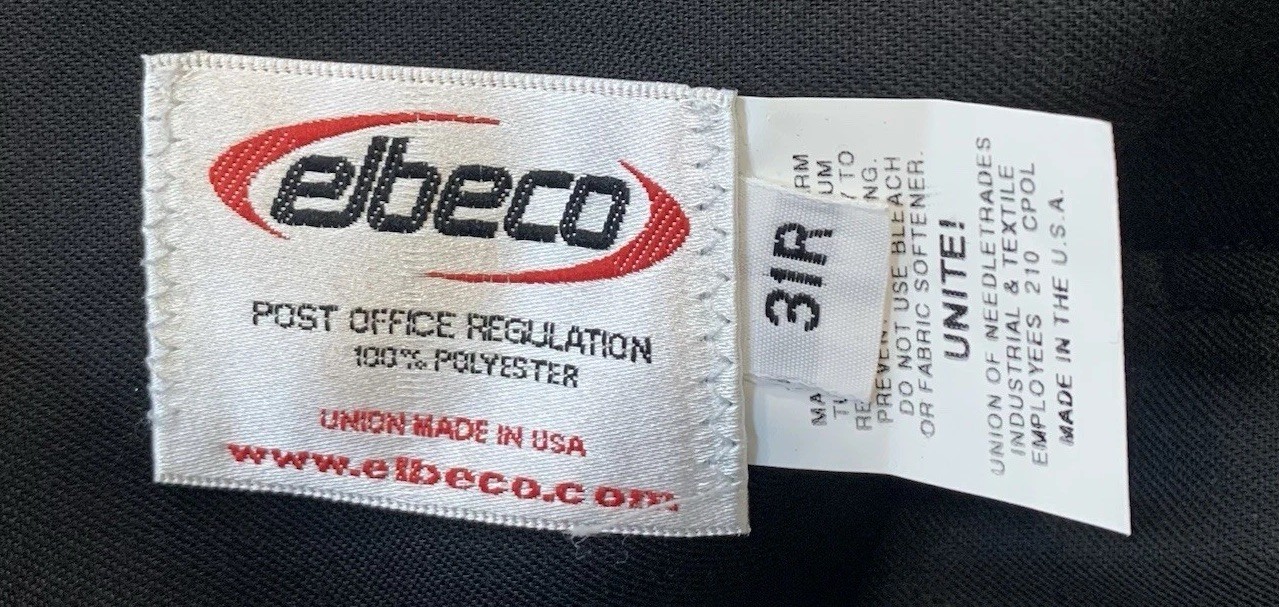 elbeco
POST OFFICE REGULATION
100% POLYESTER
UNION MADE IN USA
www.elbeco.com
31R
TO
DO NOT USE BLEACH
OR FABRIC SOFTENER.
UNITE!
UNION OF NEEDLETRADES
INDUSTRIAL & TEXTILE
EMPLOYEES 210 CPOL
MADE IN THE U.S.A.